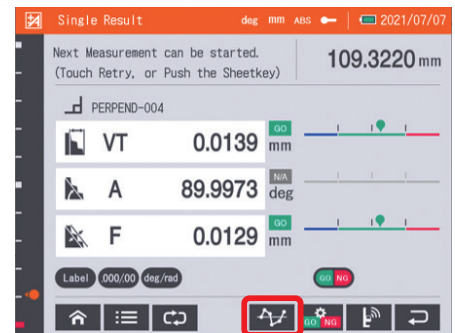 Single Result deg mm ABS 2021/07/07
Next Measurement can be started.
(Touch Retry, or Push the Sheetkey)
109.3220 mm
PERPEND-004
VT 0.0139 GO mm
A 89.9973 N/A deg
F 0.0129 GO mm
Label .000/.00 deg/rad GO NG
GO NG